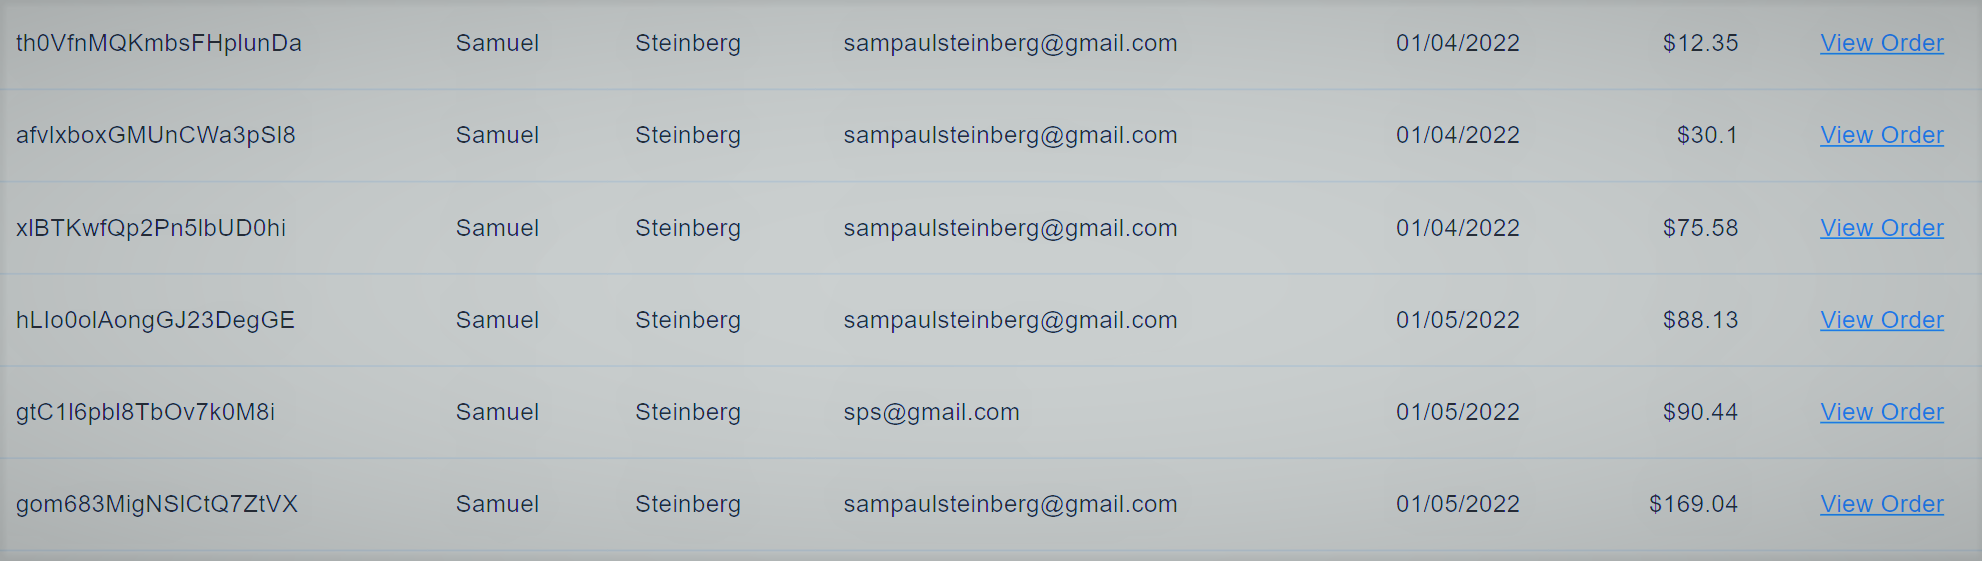 th0VfnMQKmbsFHplunDa Samuel Steinberg sampaulsteinberg@gmail.com 01/04/2022 $12.35 View Order
afvlxboxGMUnCWa3pSl8 Samuel Steinberg sampaulsteinberg@gmail.com 01/04/2022 $30.1 View Order
xlBTKwfQp2Pn5lbUD0hi Samuel Steinberg sampaulsteinberg@gmail.com 01/04/2022 $75.58 View Order
hLlo0olAongGJ23DegGE Samuel Steinberg sampaulsteinberg@gmail.com 01/05/2022 $88.13 View Order
gtC1l6pbl8TbOv7k0M8i Samuel Steinberg sps@gmail.com 01/05/2022 $90.44 View Order
gom683MigNSlCtQ7ZtVX Samuel Steinberg sampaulsteinberg@gmail.com 01/05/2022 $169.04 View Order